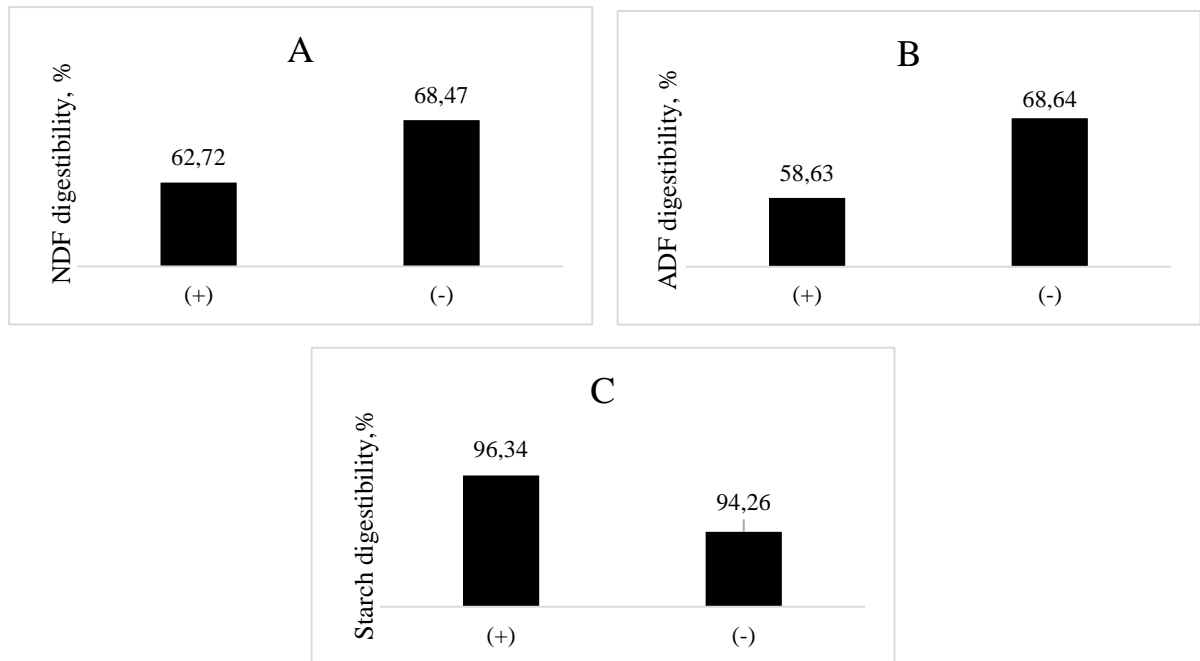 A
NDF digestibility, %
62,72
68,47
(+)
(-)
B
ADF digestibility, %
58,63
68,64
(+)
(-)
C
Starch digestibility,%
96,34
94,26
(+)
(-)